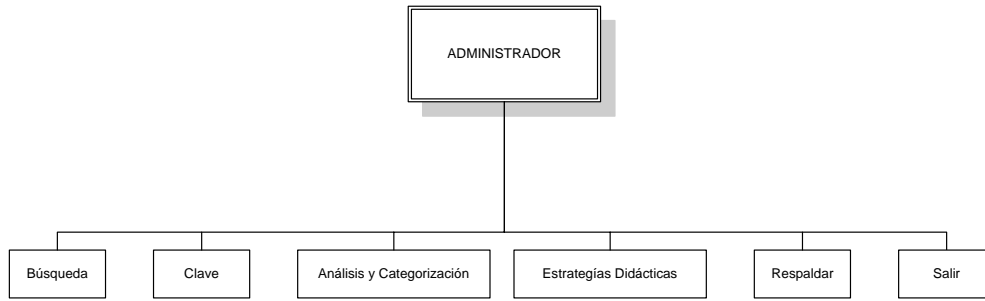 ADMINISTRADOR
Búsqueda
Clave
Análisis y Categorización
Estrategías Didácticas
Respaldar
Salir